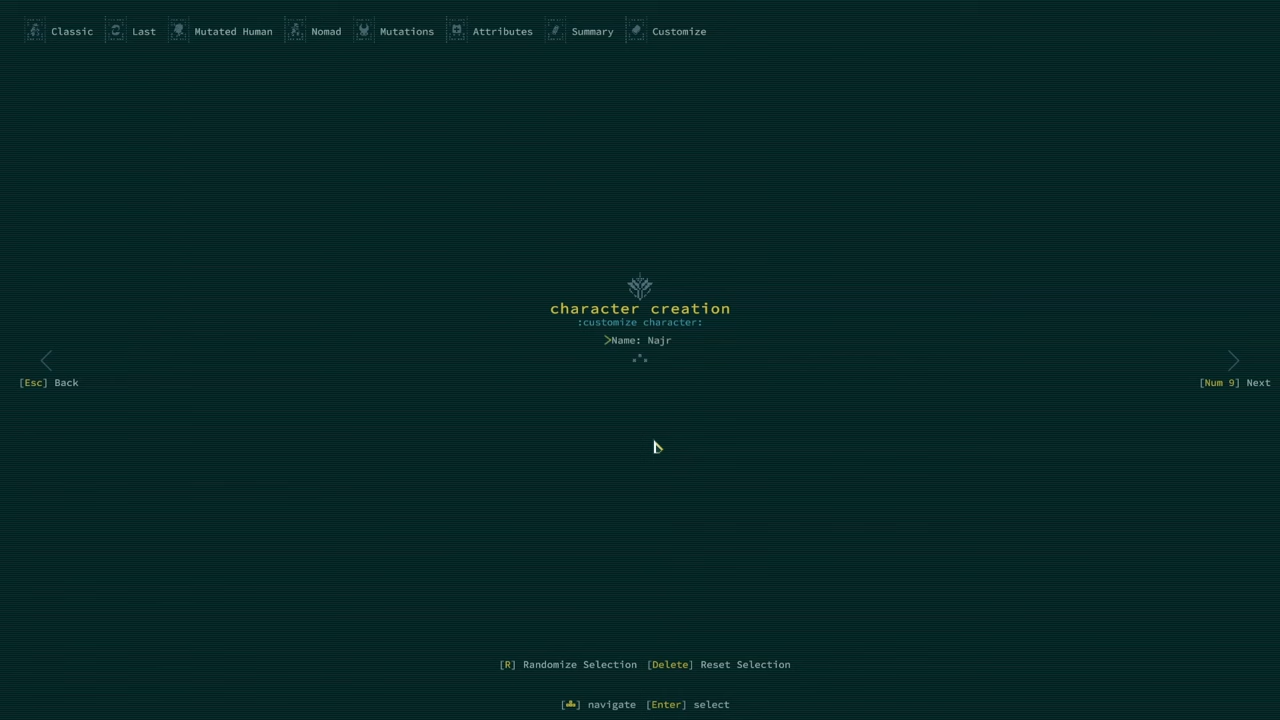 Classic Last Mutated Human Nomad Mutations Attributes Summary Customize
character creation
:customize character:
>Name: Najr
[Esc] Back
[Num 9] Next
[R] Randomize Selection [Delete] Reset Selection
navigate [Enter] select